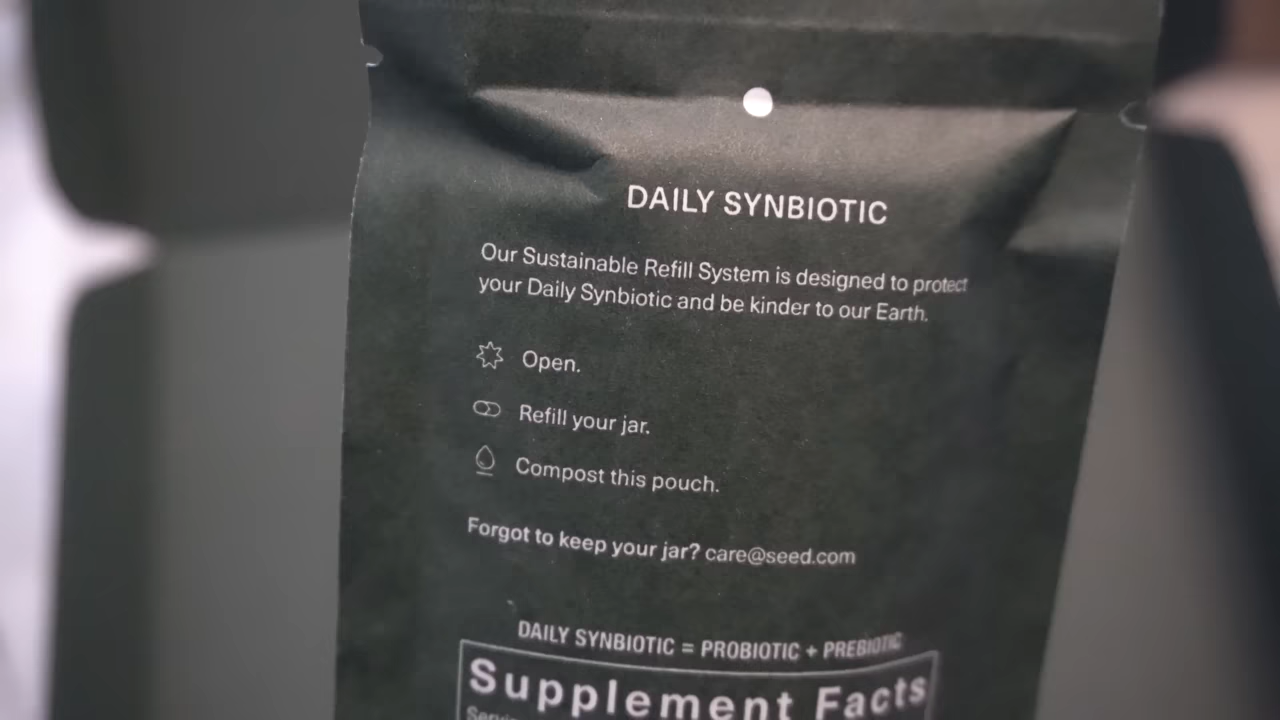 DAILY SYNBIOTIC
Our Sustainable Refill System is designed to protect
your Daily Synbiotic and be kinder to our Earth.
Open.
Refill your jar.
Compost this pouch.
Forgot to keep your jar? care@seed.com
DAILY SYNBIOTIC = PROBIOTIC + PREBIOTIC
Supplement Facts